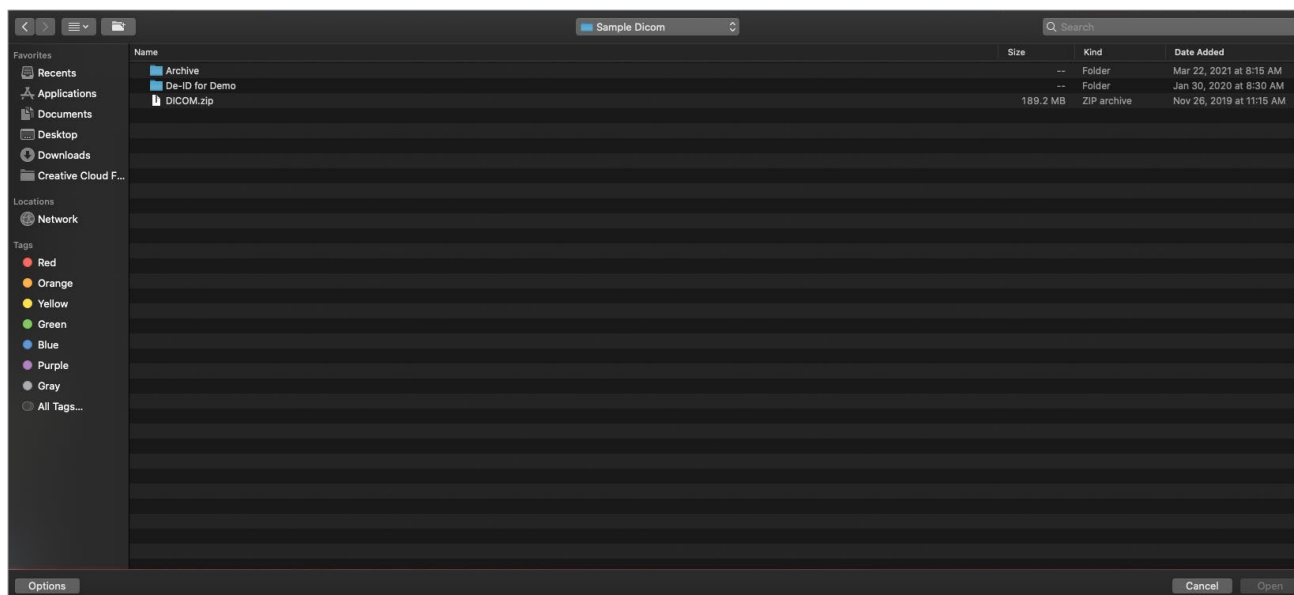 Sample Dicom
Search
Favorites
Recents
Applications
Documents
Desktop
Downloads
Creative Cloud F...
Locations
Network
Tags
Red
Orange
Yellow
Green
Blue
Purple
Gray
All Tags...
Name Size Kind Date Added
Archive -- Folder Mar 22, 2021 at 8:15 AM
De-ID for Demo -- Folder Jan 30, 2020 at 8:30 AM
DICOM.zip 189.2 MB ZIP archive Nov 26, 2019 at 11:15 AM
Options Cancel Open